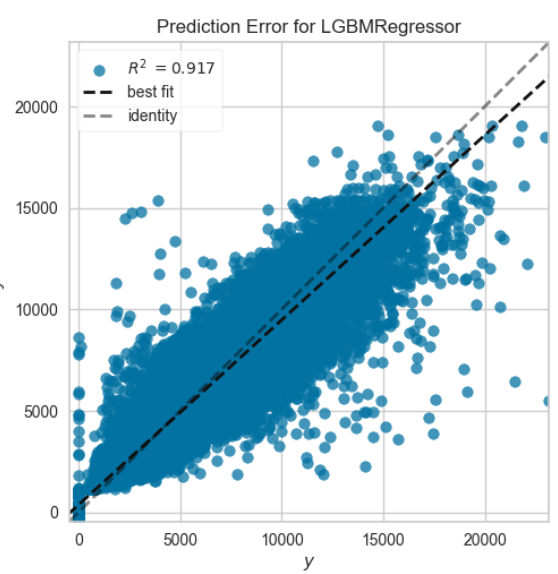 Prediction Error for LGBMRegressor
R² = 0.917
best fit
identity
20000
15000
10000
5000
0
0 5000 10000 15000 20000
y